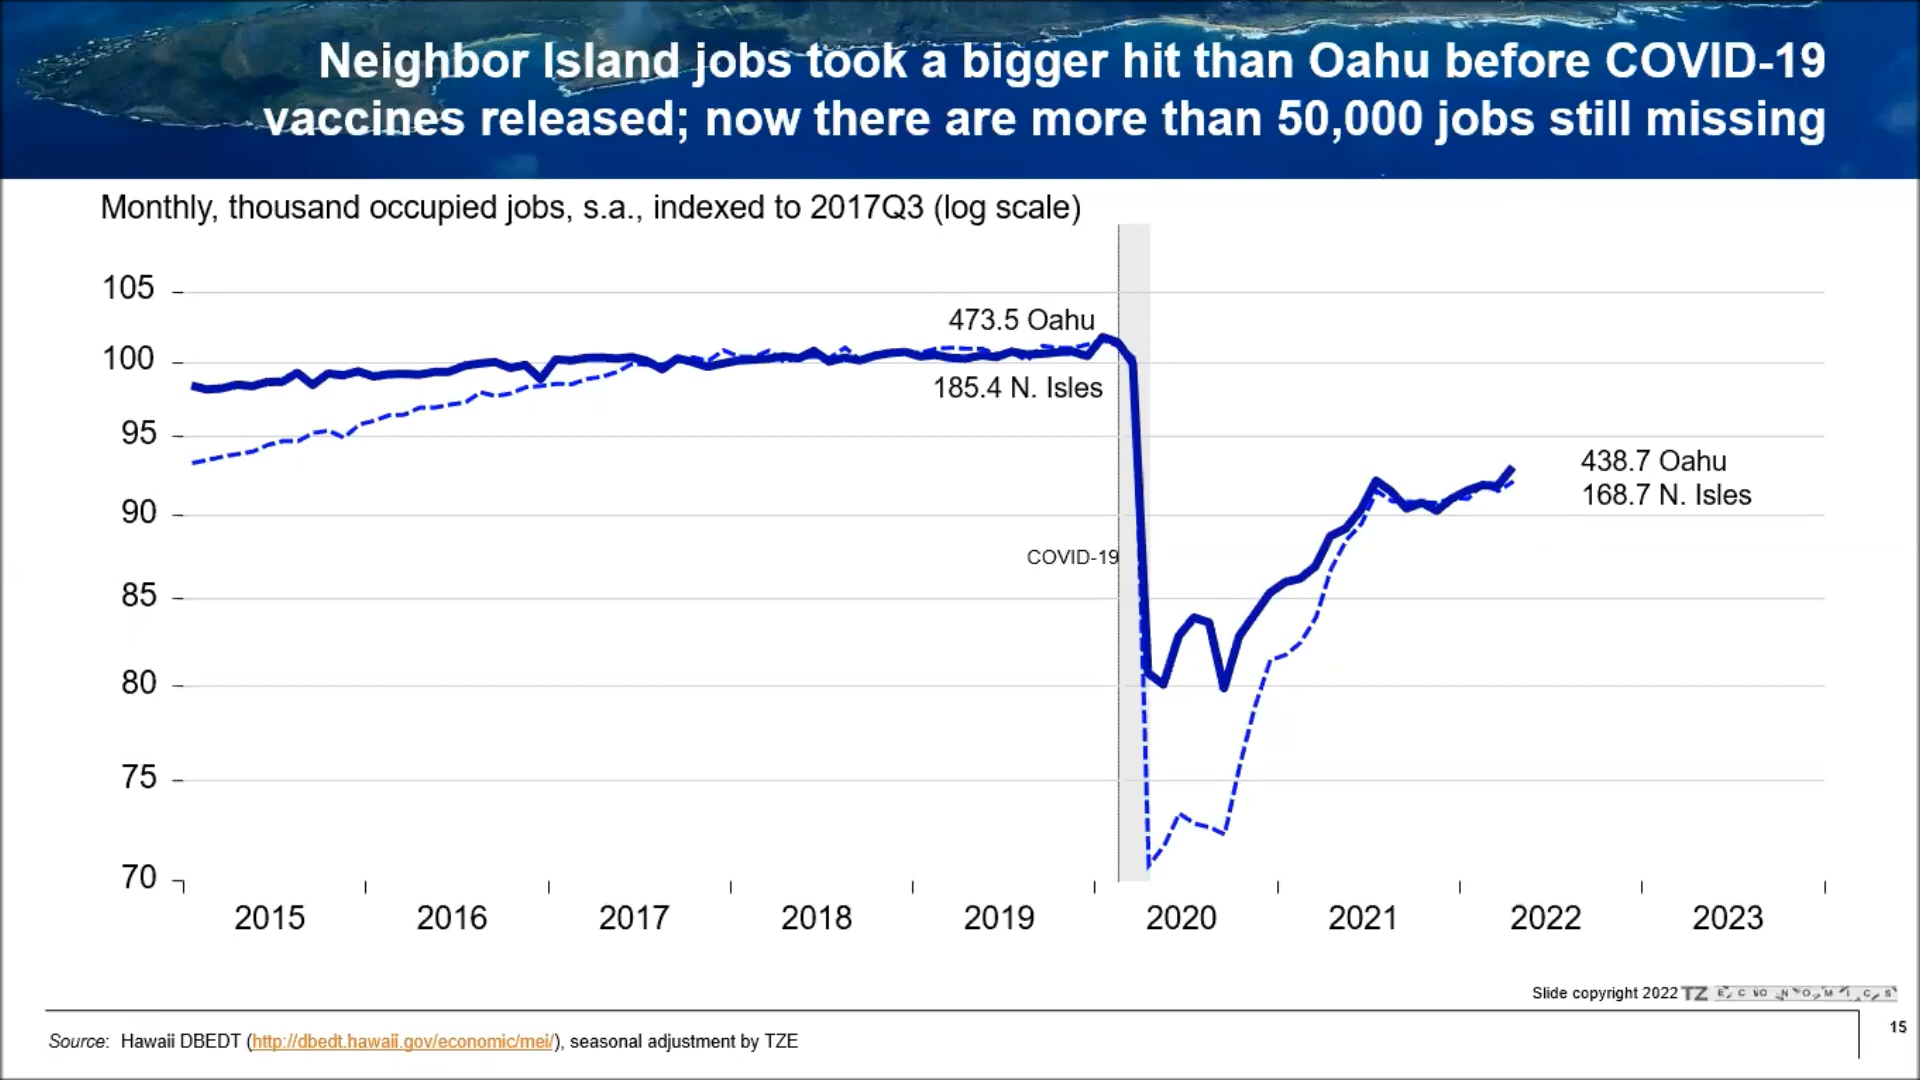 Neighbor Island jobs took a bigger hit than Oahu before COVID-19
vaccines released; now there are more than 50,000 jobs still missing
Monthly, thousand occupied jobs, s.a., indexed to 2017Q3 (log scale)
105
100
95
90
85
80
75
70
473.5 Oahu
185.4 N. Isles
438.7 Oahu
168.7 N. Isles
COVID-19
2015 2016 2017 2018 2019 2020 2021 2022 2023
Slide copyright 2022 TZ ECONOMICS
15
Source: Hawaii DBEDT (http://dbedt.hawaii.gov/economic/mei/), seasonal adjustment by TZE